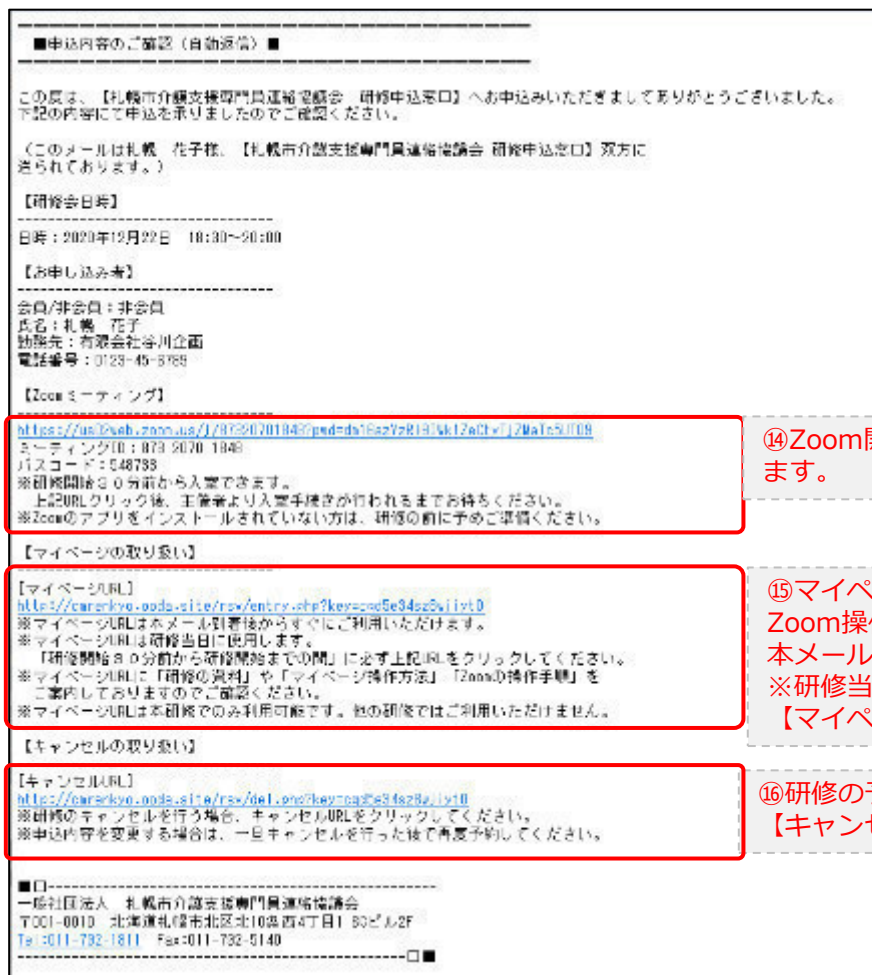 ■申込内容のご確認（自動返信）■
この度は、【札幌市介護支援専門員連絡協議会　研修申込窓口】へお申込みいただきましてありがとうございました。
下記の内容にて申込を承りましたのでご確認ください。
（このメールは札幌　花子様、【札幌市介護支援専門員連絡協議会 研修申込窓口】双方に
送られております。）
【研修会日時】
--------------------------------
日時：2020年12月22日　18:30～20:00
【お申し込み者】
--------------------------------
会員/非会員：非会員
氏名：札幌　花子
勤務先：有限会社谷川企画
電話番号：0123-45-6789
【Zoomミーティング】
--------------------------------
ミーティングID：873 2070 1848
パスコード：548738
※研修開始３０分前から入室できます。
上記URLクリック後、主催者より入室手続きが行われるまでお待ちください。
※Zoomのアプリをインストールされていない方は、研修の前に予めご準備ください。
⑭Zoom
ます。
【マイページの取り扱い】
--------------------------------
[マイページURL]
※マイページURLは本メール到着後からすぐにご利用いただけます。
※マイページURLは研修当日に使用します。
「研修開始３０分前から研修開始までの間」に必ず上記URLをクリックしてください。
※マイページURLに「研修の資料」や「マイページ操作方法」「Zoomの操作手順」を
ご案内しておりますのでご確認ください。
※マイページURLは本研修でのみ利用可能です。他の研修ではご利用いただけません。
⑮マイペ
Zoom操
本メール
※研修当
【マイペ
【キャンセルの取り扱い】
--------------------------------
[キャンセルURL]
※研修のキャンセルを行う場合、キャンセルURLをクリックしてください。
※申込内容を変更する場合は、一旦キャンセルを行った後で再度予約してください。
⑯研修の
【キャン
■□------------------------------------------------
一般社団法人　札幌市介護支援専門員連絡協議会
〒001-0010　北海道札幌市北区北10条西4丁目1 SCビル2F
Tel:011-792-1811　Fax:011-792-5140
------------------------------------------------□■